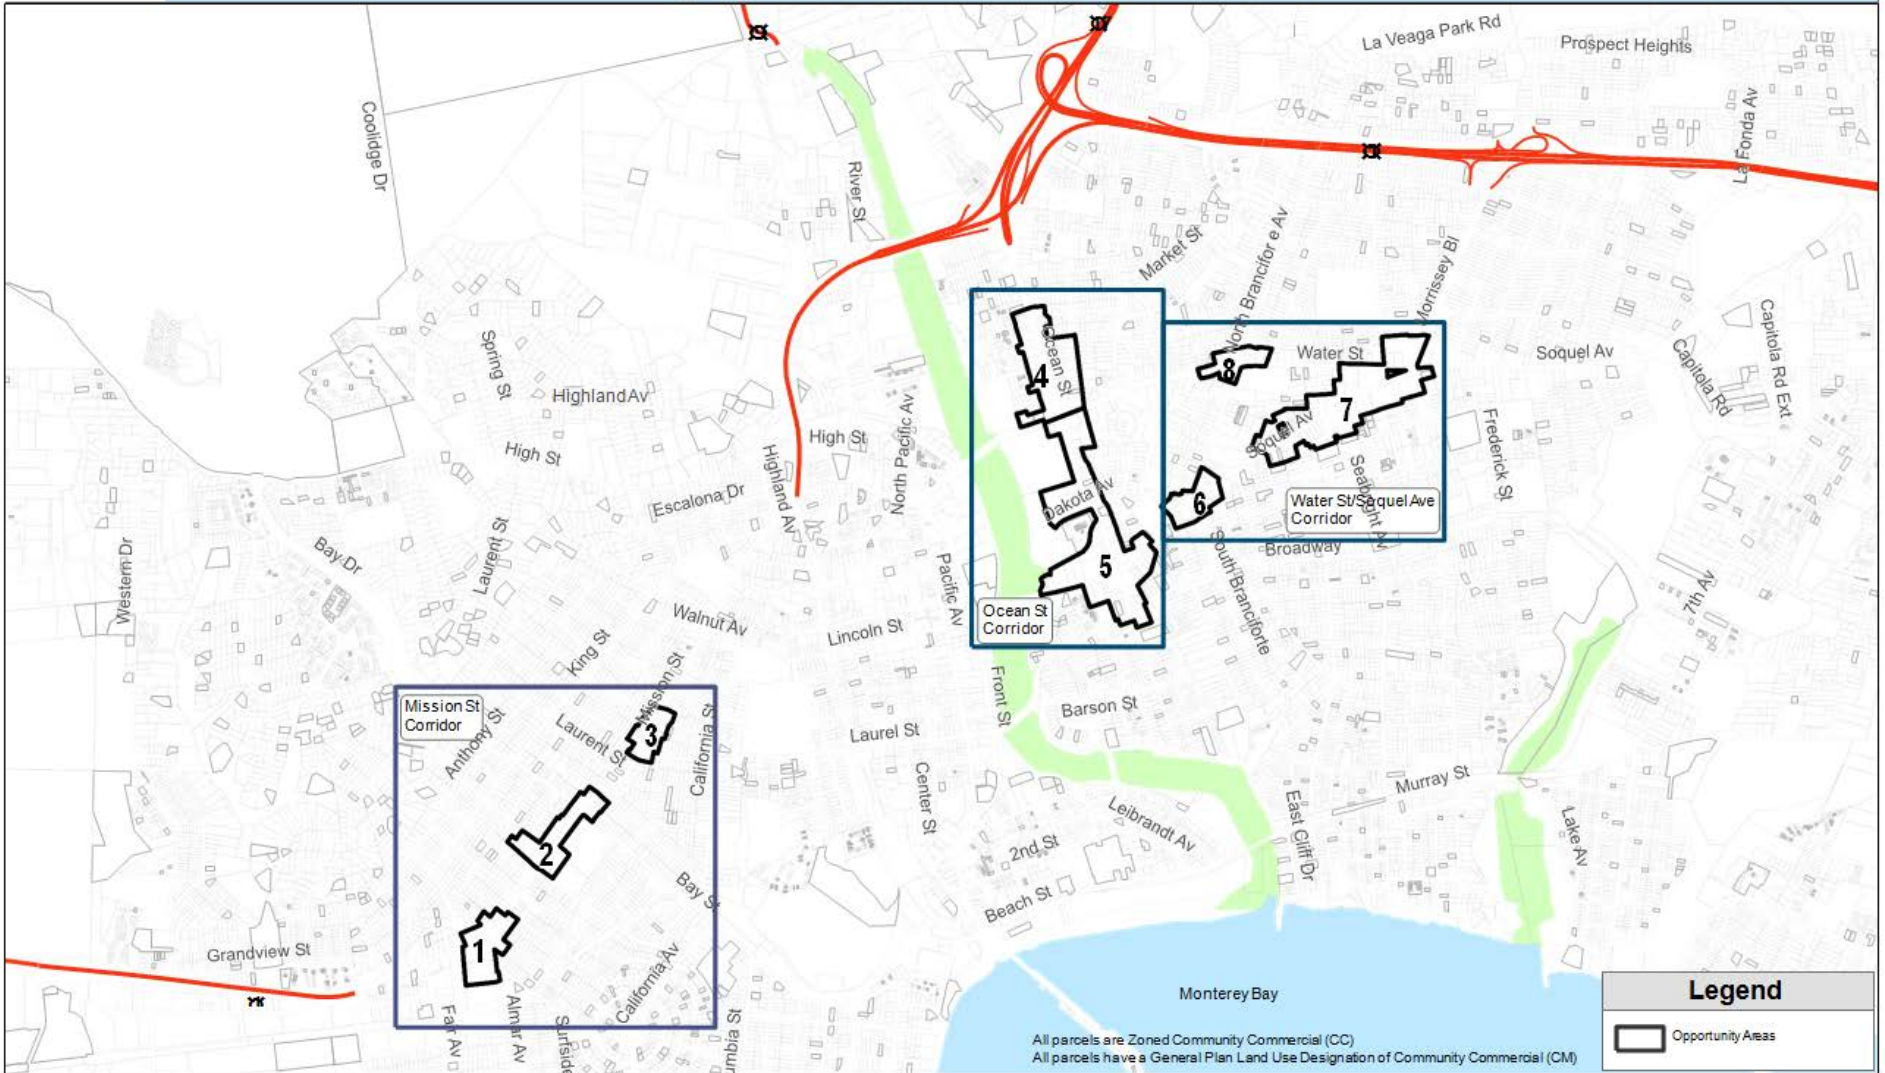 La Veaga Park Rd
Prospect Heights
Coolidge Dr
La Fonda Av
River St
Market St
North Brancifor e Av
Morrissey Bl
Capitola Rd Ext
Spring St
Ocean St
Water St
Soquel Av
Capitola Rd
8
4
Highland Av
North Pacific Av
7
High St
High St
Soquel Av
Frederick St
Highland Av
Escalona Dr
Dakota Av
6
Seabright Av
Water St/Soquel Ave
Corridor
Laurent St
Bay Dr
Western Dr
South Branciforte
Broadway
5
Pacific Av
7th Av
Ocean St
Corridor
Walnut Av
Lincoln St
King St
Mission St
Front St
Mission St
Corridor
Anthony St
Laurent St
3
California St
Barson St
Laurel St
Center St
Murray St
Leibrandt Av
East Cliff Dr
Lake Av
2
2nd St
Bay St
Beach St
1
Grandview St
California Av
Monterey Bay
Legend
Opportunity Areas
Fair Av
Almar Av
Surfside
umbia St
All parcels are Zoned Community Commercial (CC)
All parcels have a General Plan Land Use Designation of Community Commercial (CM)